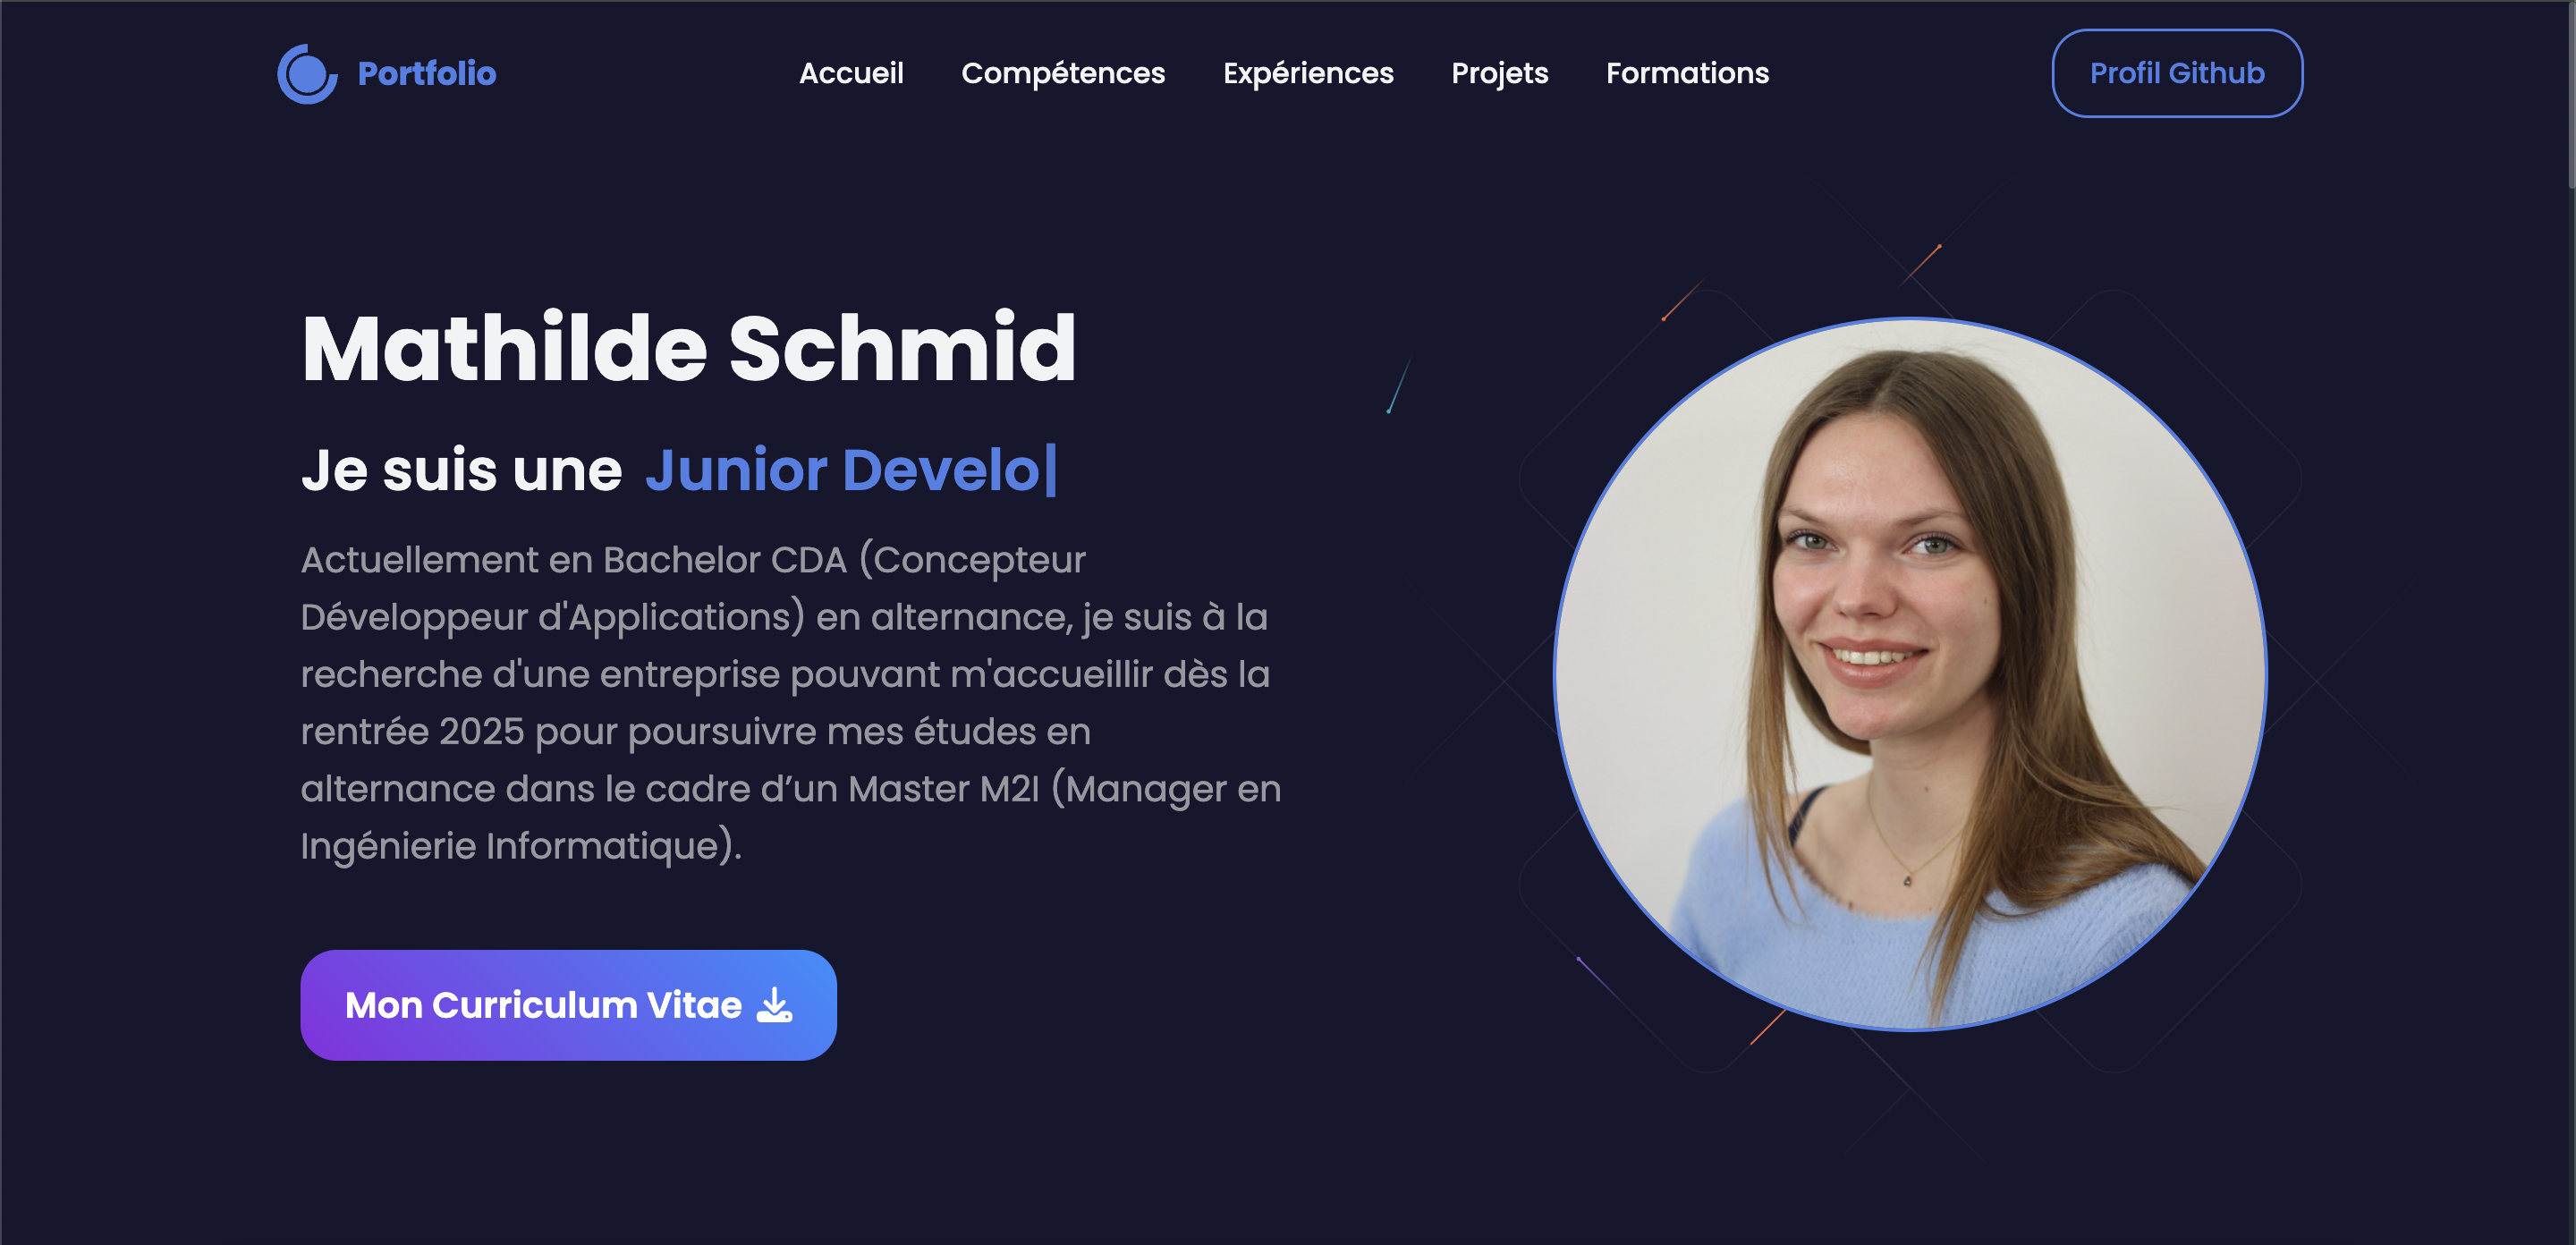 Portfolio
Accueil
Compétences
Expériences
Projets
Formations
Profil Github
Mathilde Schmid
Je suis une Junior Develo|
Actuellement en Bachelor CDA (Concepteur
Développeur d'Applications) en alternance, je suis à la
recherche d'une entreprise pouvant m'accueillir dès la
rentrée 2025 pour poursuivre mes études en
alternance dans le cadre d’un Master M2I (Manager en
Ingénierie Informatique).
Mon Curriculum Vitae